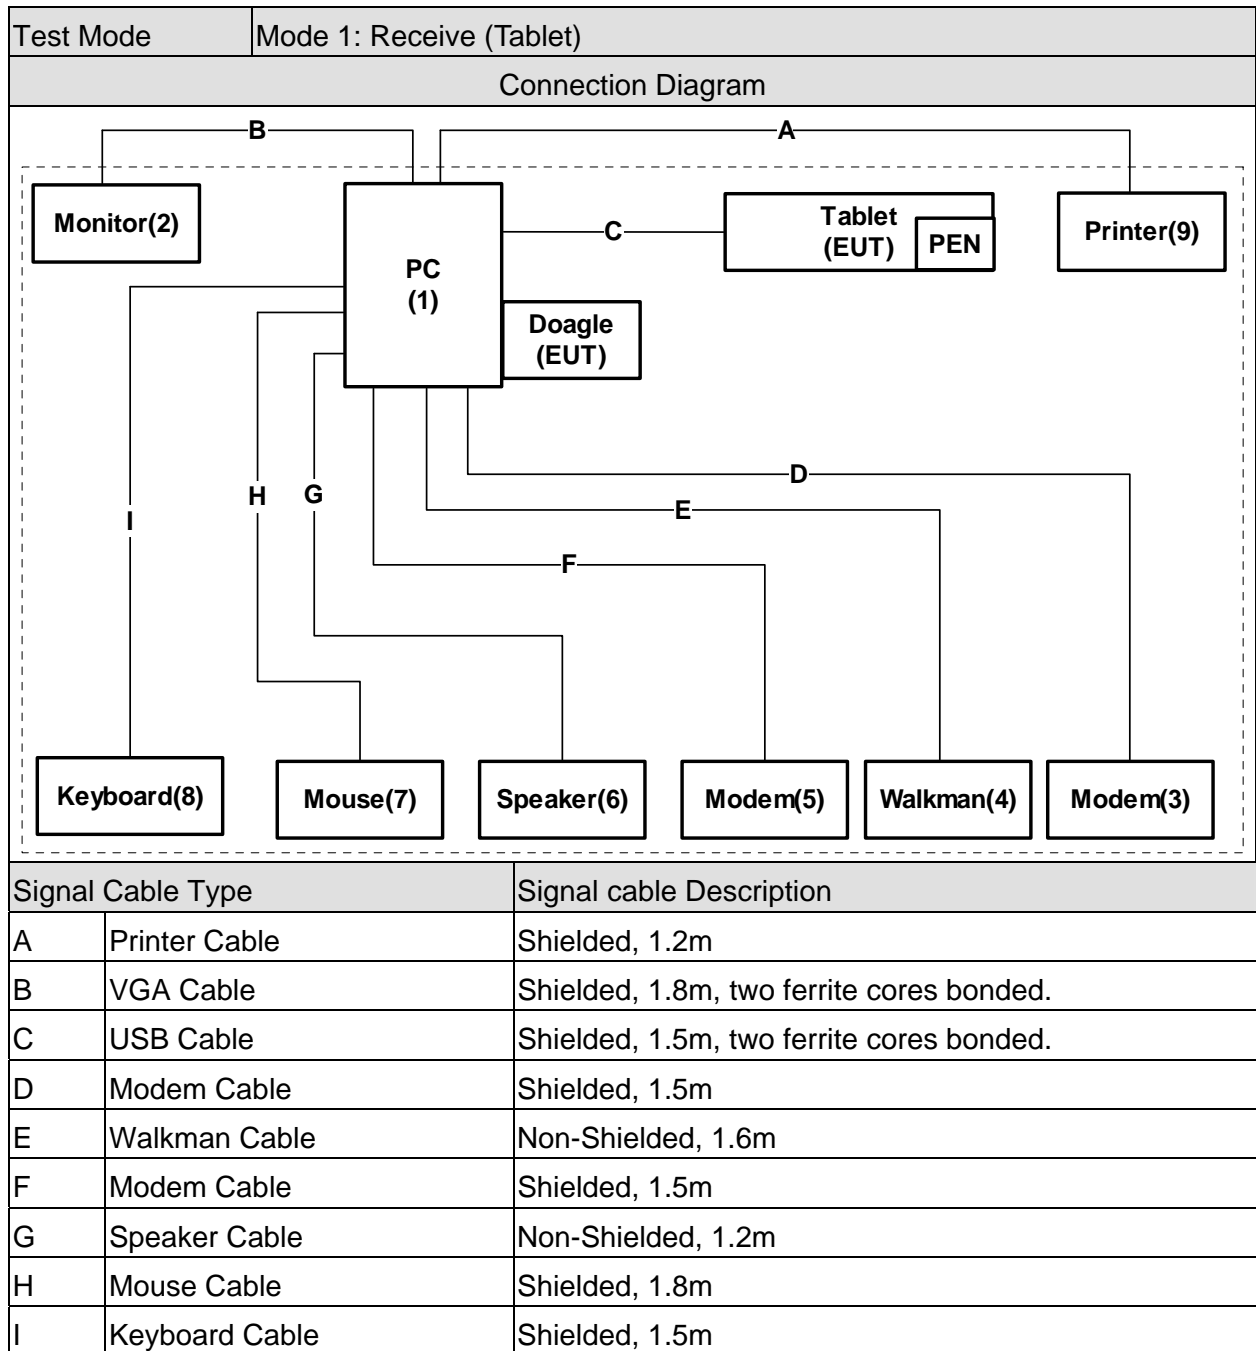 Test Mode Mode 1: Receive (Tablet)
Connection Diagram
B A
Monitor(2)
PC
(1)
C
Tablet
(EUT)
PEN
Printer(9)
Doagle
(EUT)
D
H G
E
I
F
Keyboard(8) Mouse(7) Speaker(6) Modem(5) Walkman(4) Modem(3)
Signal Cable Type Signal cable Description
A Printer Cable Shielded, 1.2m
B VGA Cable Shielded, 1.8m, two ferrite cores bonded.
C USB Cable Shielded, 1.5m, two ferrite cores bonded.
D Modem Cable Shielded, 1.5m
E Walkman Cable Non-Shielded, 1.6m
F Modem Cable Shielded, 1.5m
G Speaker Cable Non-Shielded, 1.2m
H Mouse Cable Shielded, 1.8m
I Keyboard Cable Shielded, 1.5m